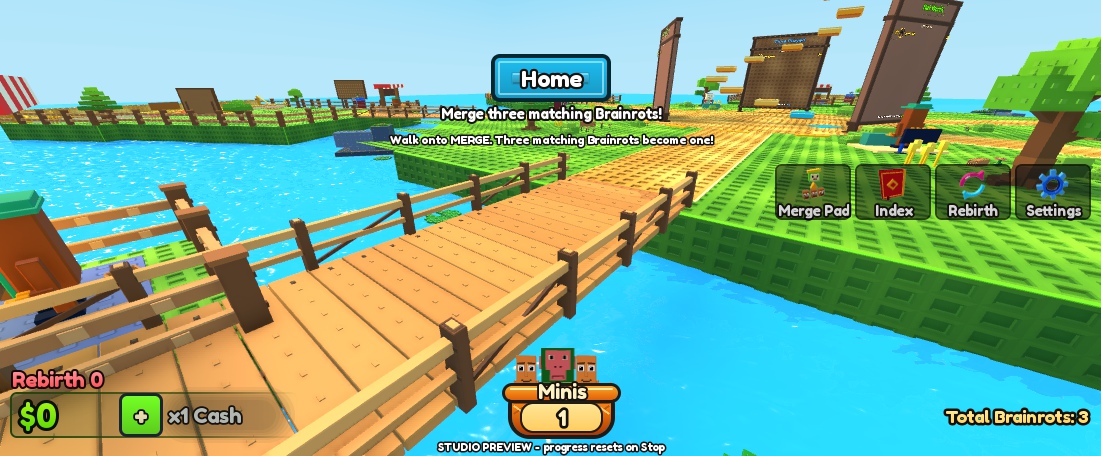 Home
Merge three matching Brainrots!
Walk onto MERGE. Three matching Brainrots become one!
Merge Pad
Index
Rebirth
Settings
Rebirth 0
$0
+
x1 Cash
Minis
1
Total Brainrots: 3
STUDIO PREVIEW - progress resets on Stop